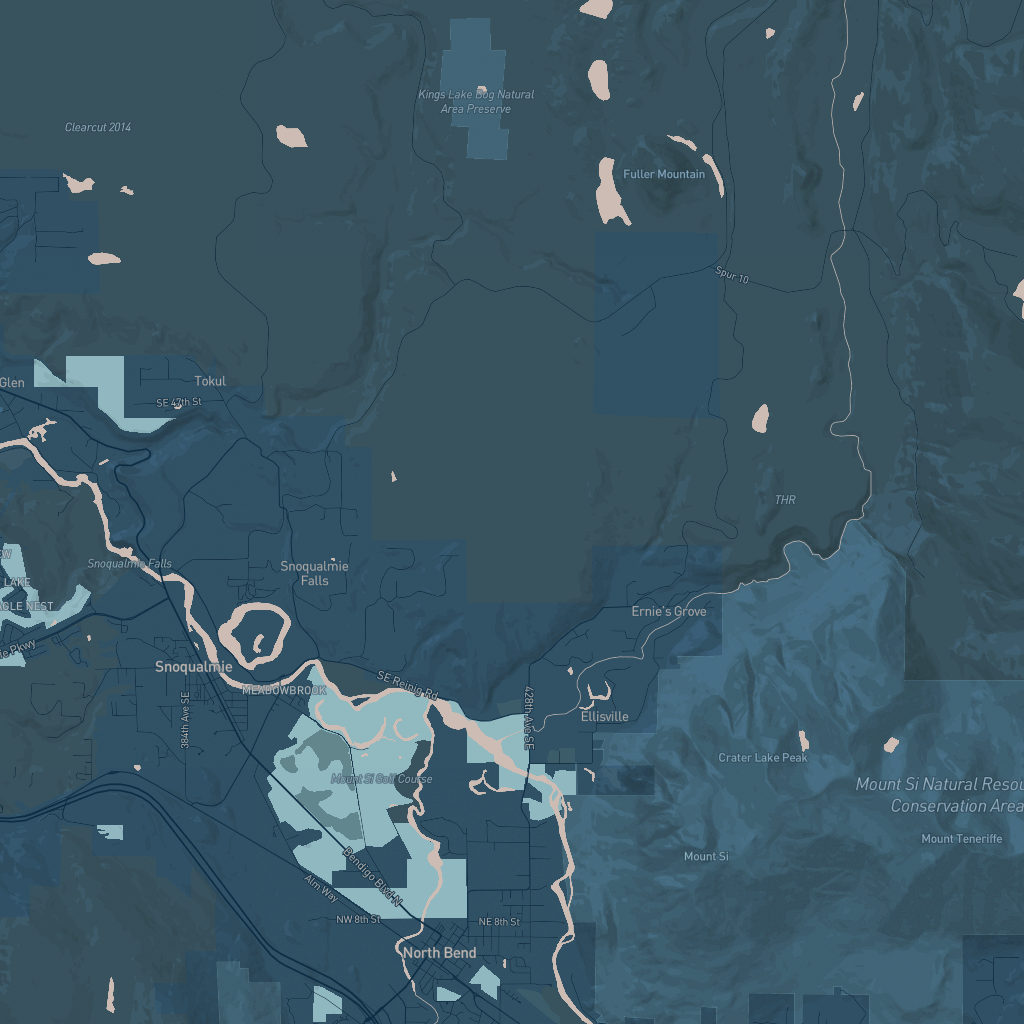 Kings Lake Bog Natural
Area Preserve
Clearcut 2014
Fuller Mountain
Spur 10
Glen
Tokul
SE 47th St
THR
Snoqualmie Falls
Snoqualmie
Falls
LAKE
Ernie's Grove
Snoqualmie
SE Reinig Rd
MEADOWBROOK
384th Ave SE
428th Ave SE
Ellisville
Crater Lake Peak
Mount Si Golf Course
Mount Si Natural Resou
Conservation Area
Mount Teneriffe
Mount Si
Bendigo Blvd N
Alm Way
NW 8th St
NE 8th St
North Bend